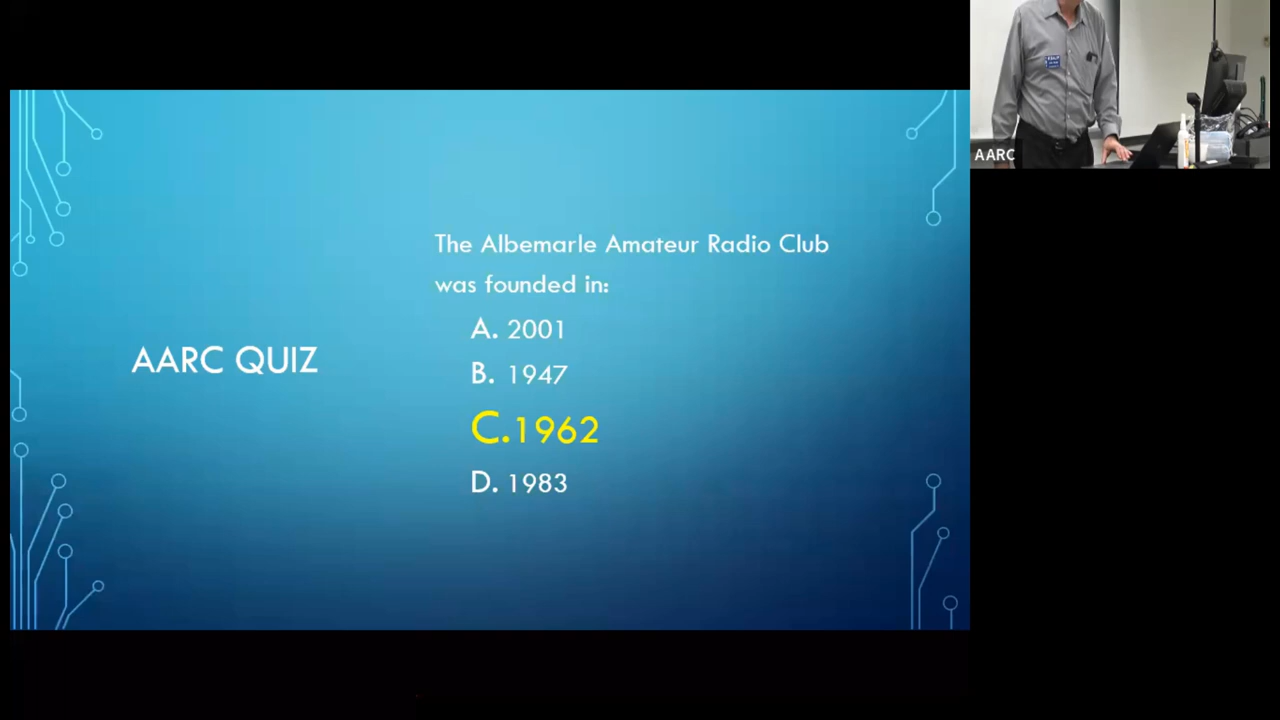 AARC
The Albemarle Amateur Radio Club
was founded in:
A. 2001
B. 1947
C.1962
D. 1983
AARC QUIZ